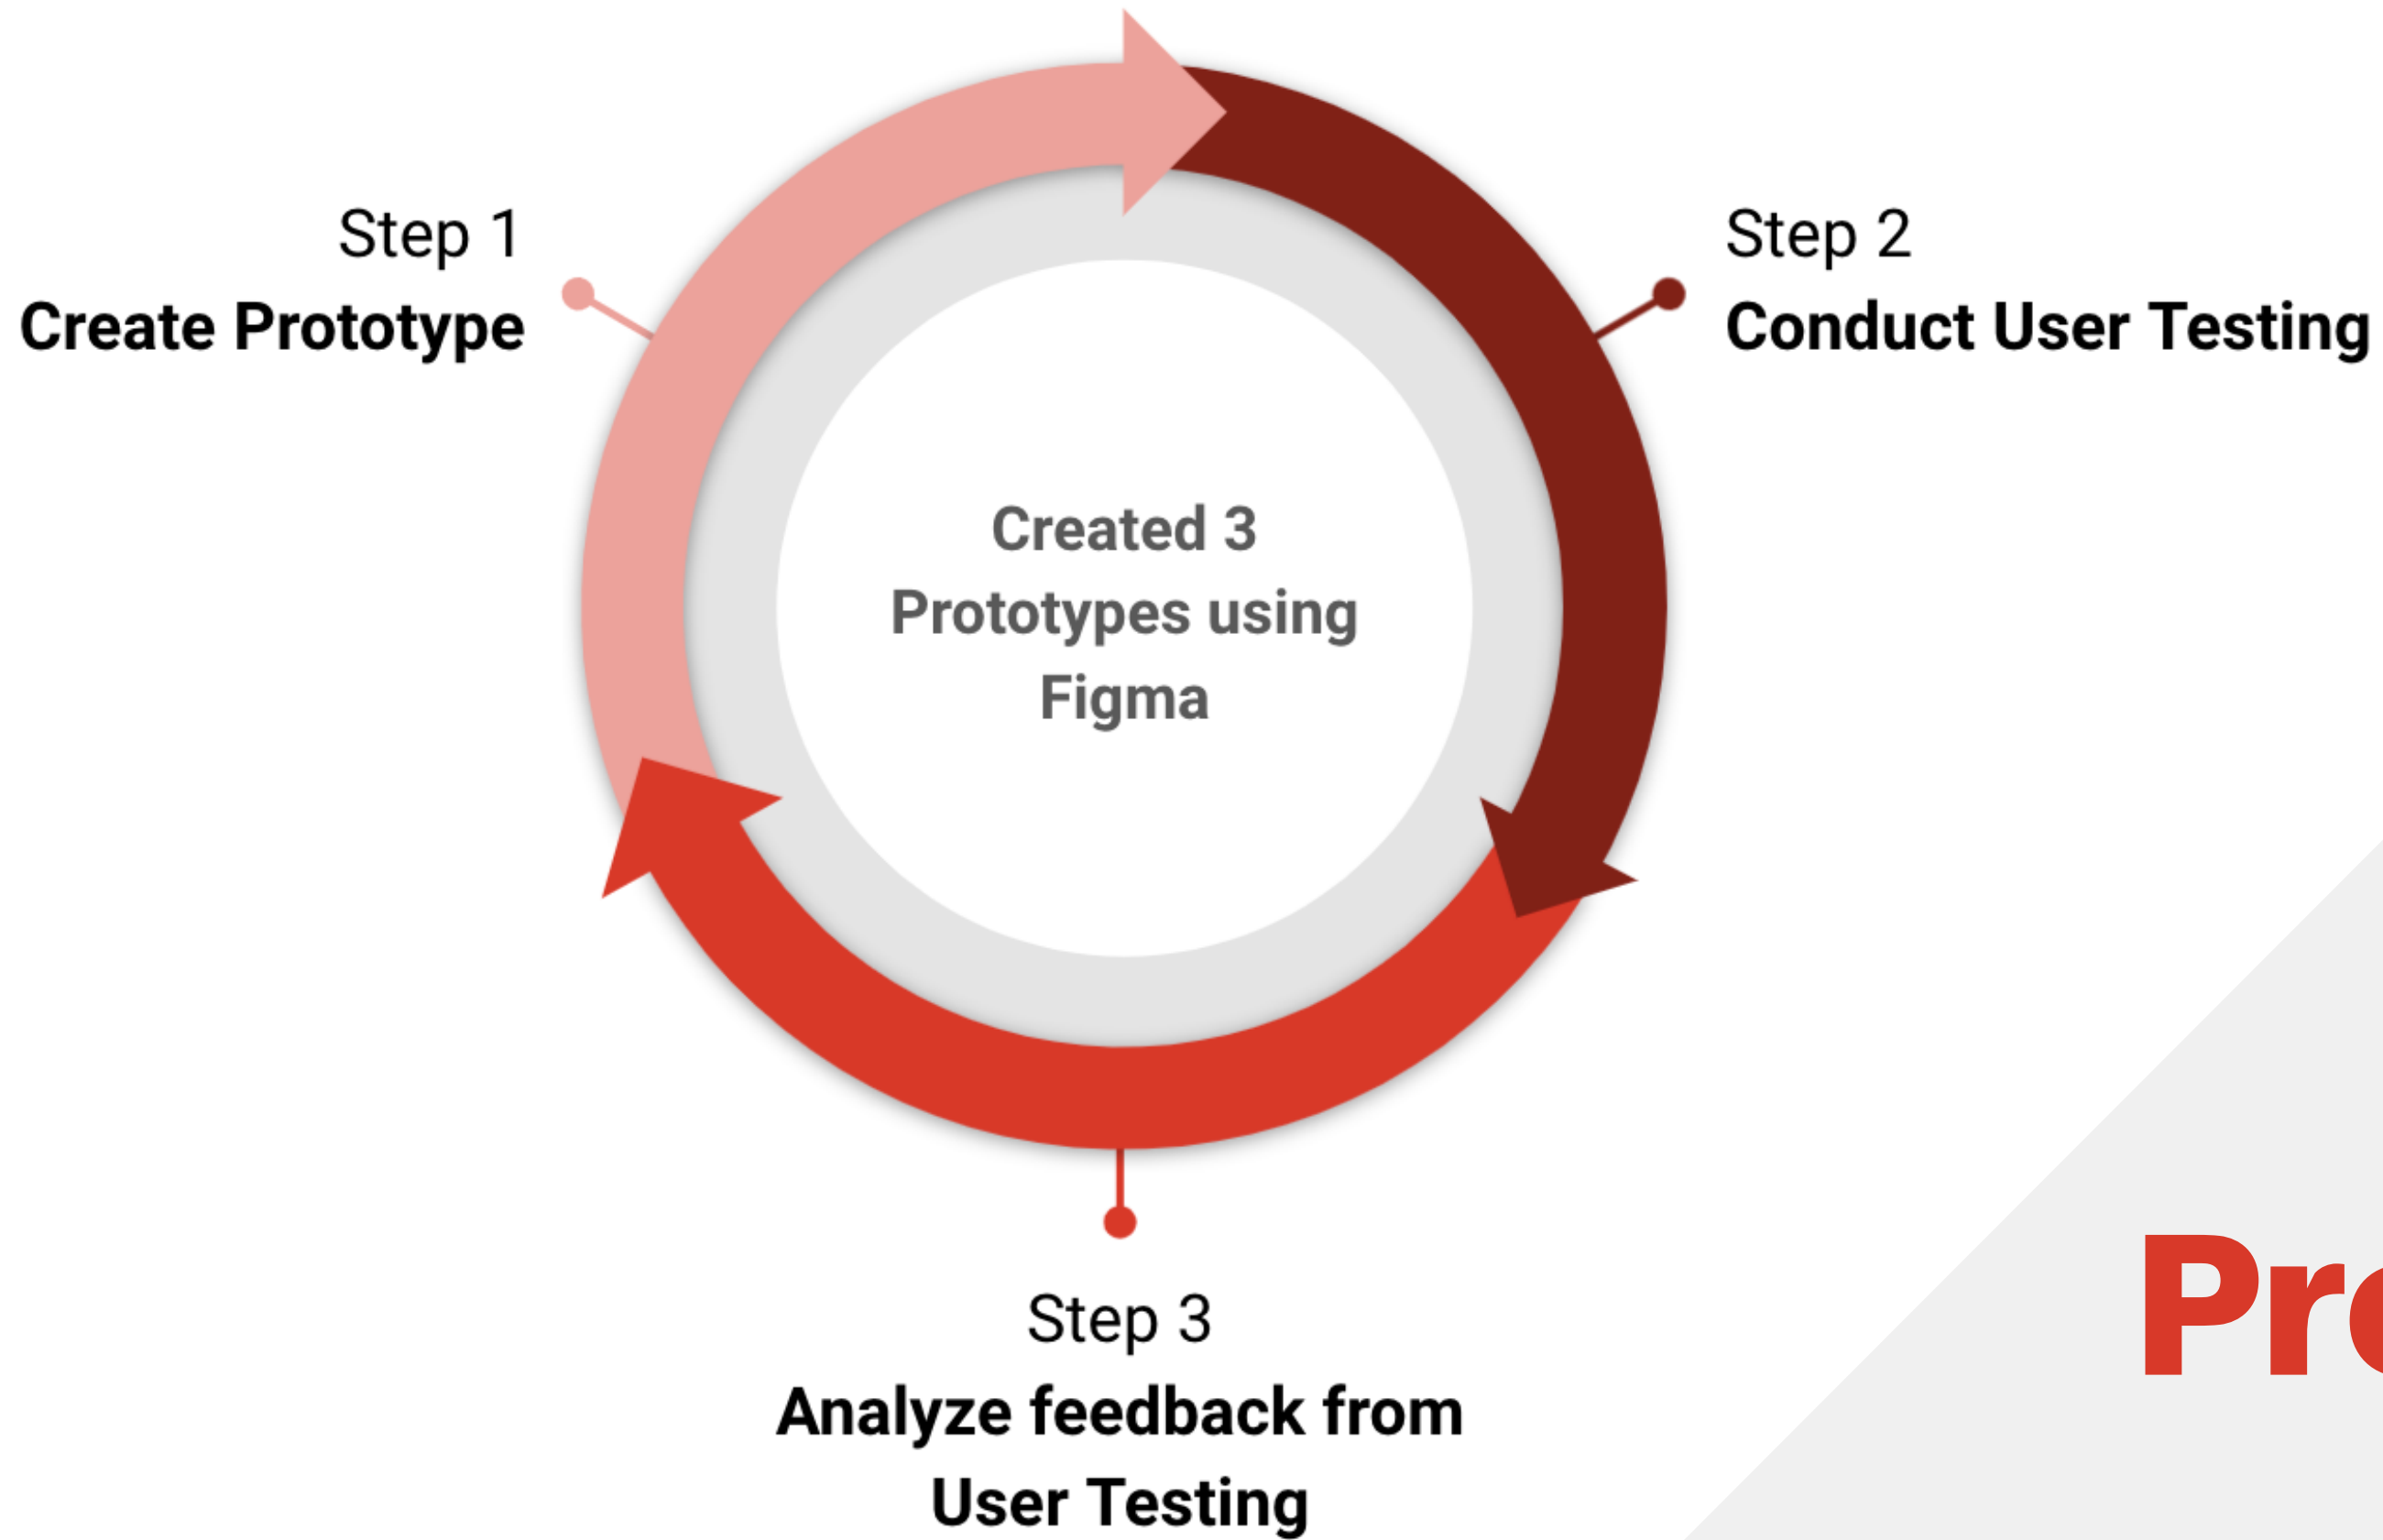 Step 1
Create Prototype
Step 2
Conduct User Testing
Created 3
Prototypes using
Figma
Step 3
Analyze feedback from
User Testing